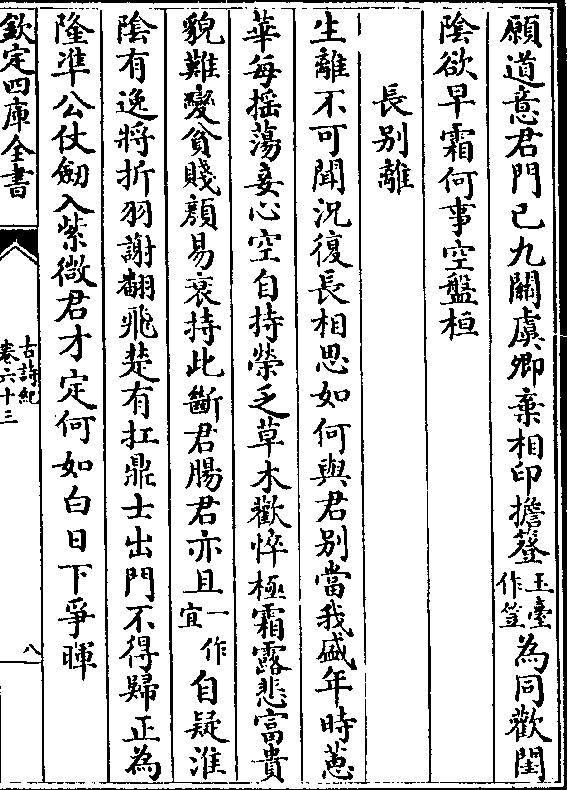 願道意君門已九關虞卿棄相印擔簦玉臺作笠為同歡閨
陰欲早霜何事空盤桓
長別離
生離不可聞況復長相思如何與君別當我盛年時蕙
華每搖蕩妾心空自持榮乏草木歡悴極霜露悲富貴
貌難變貧賤顏易衰持此斷君腸君亦且一作宜自疑淮
陰有逸將折羽謝翻飛楚有扛鼎士出門不得歸正為
隆準公仗劒入紫微君才定何如白日下爭暉
欽定四庫全書
古詩紀
卷六十三
八